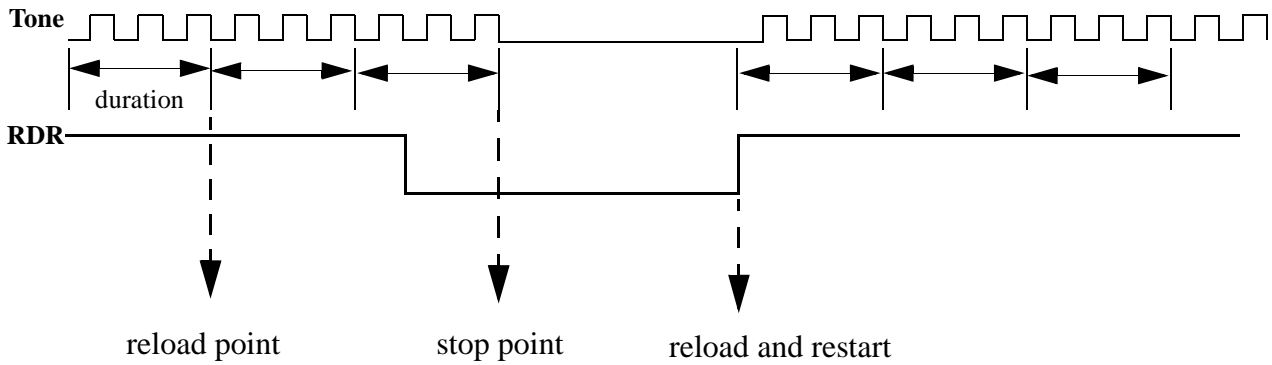 Tone
duration
RDR
reload point
stop point
reload and restart